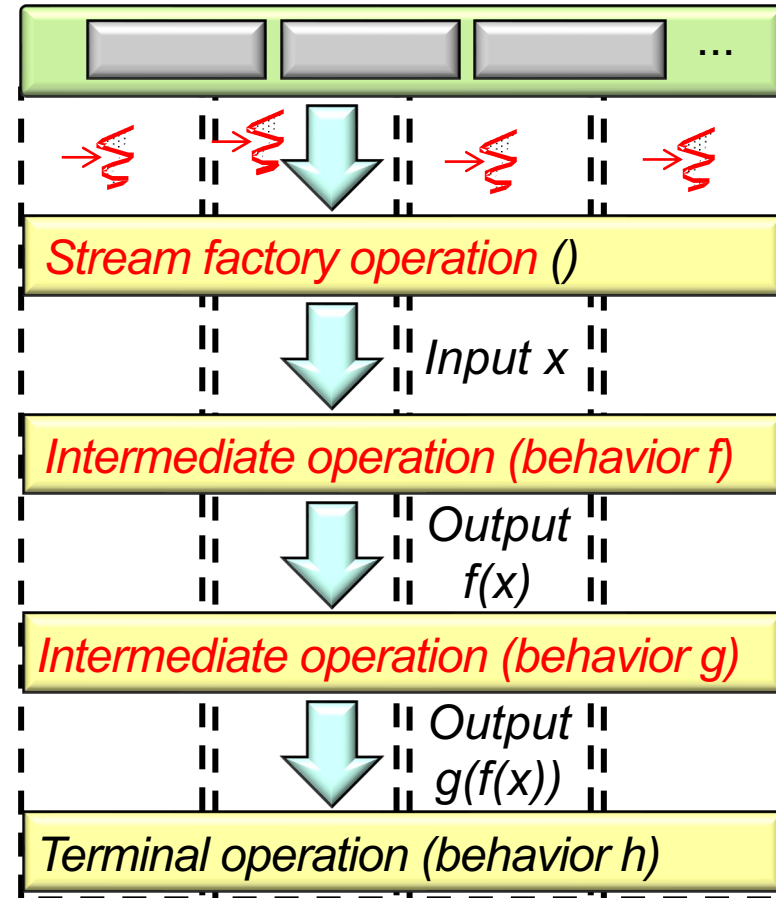 ...
Stream factory operation ()
Input x
Intermediate operation (behavior f)
Output
f(x)
Intermediate operation (behavior g)
Output
g(f(x))
Terminal operation (behavior h)